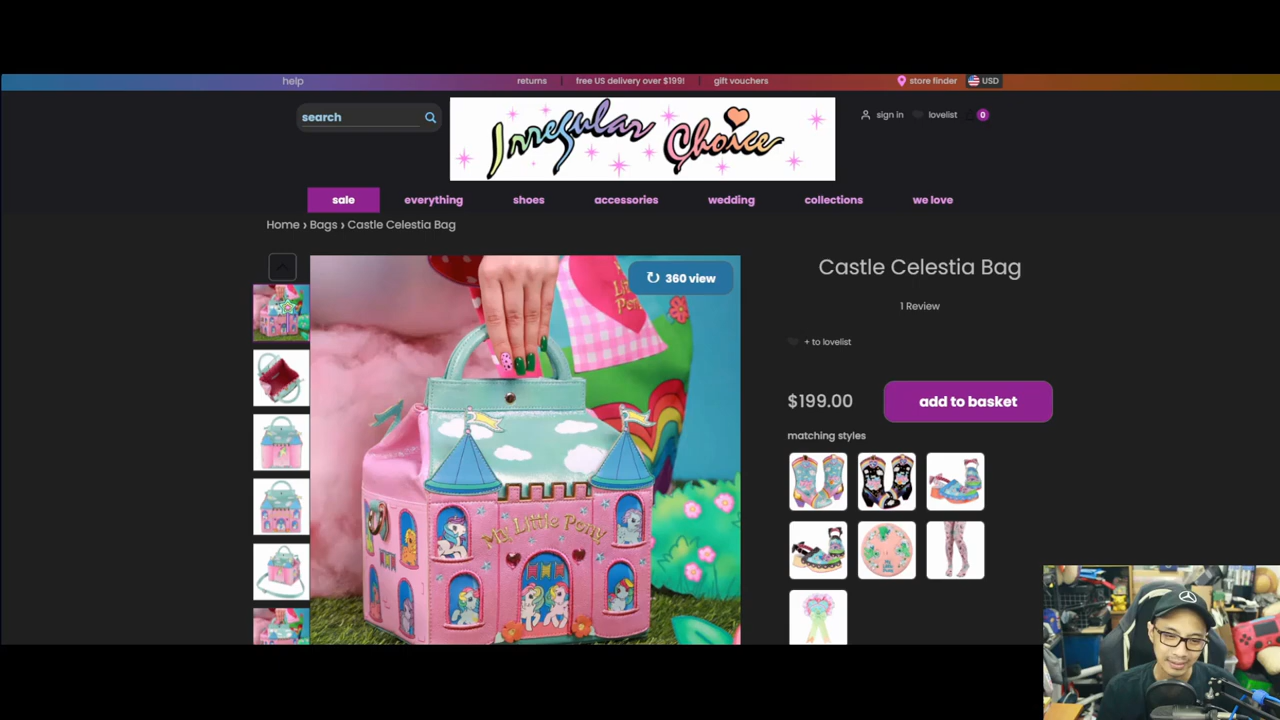 help
returns
free US delivery over $199!
gift vouchers
store finder
USD
search
Irregular Choice
sign in
lovelist
0
sale
everything
shoes
accessories
wedding
collections
we love
Home › Bags › Castle Celestia Bag
360 view
My Little Pony
Castle Celestia Bag
1 Review
+ to lovelist
$199.00
add to basket
matching styles